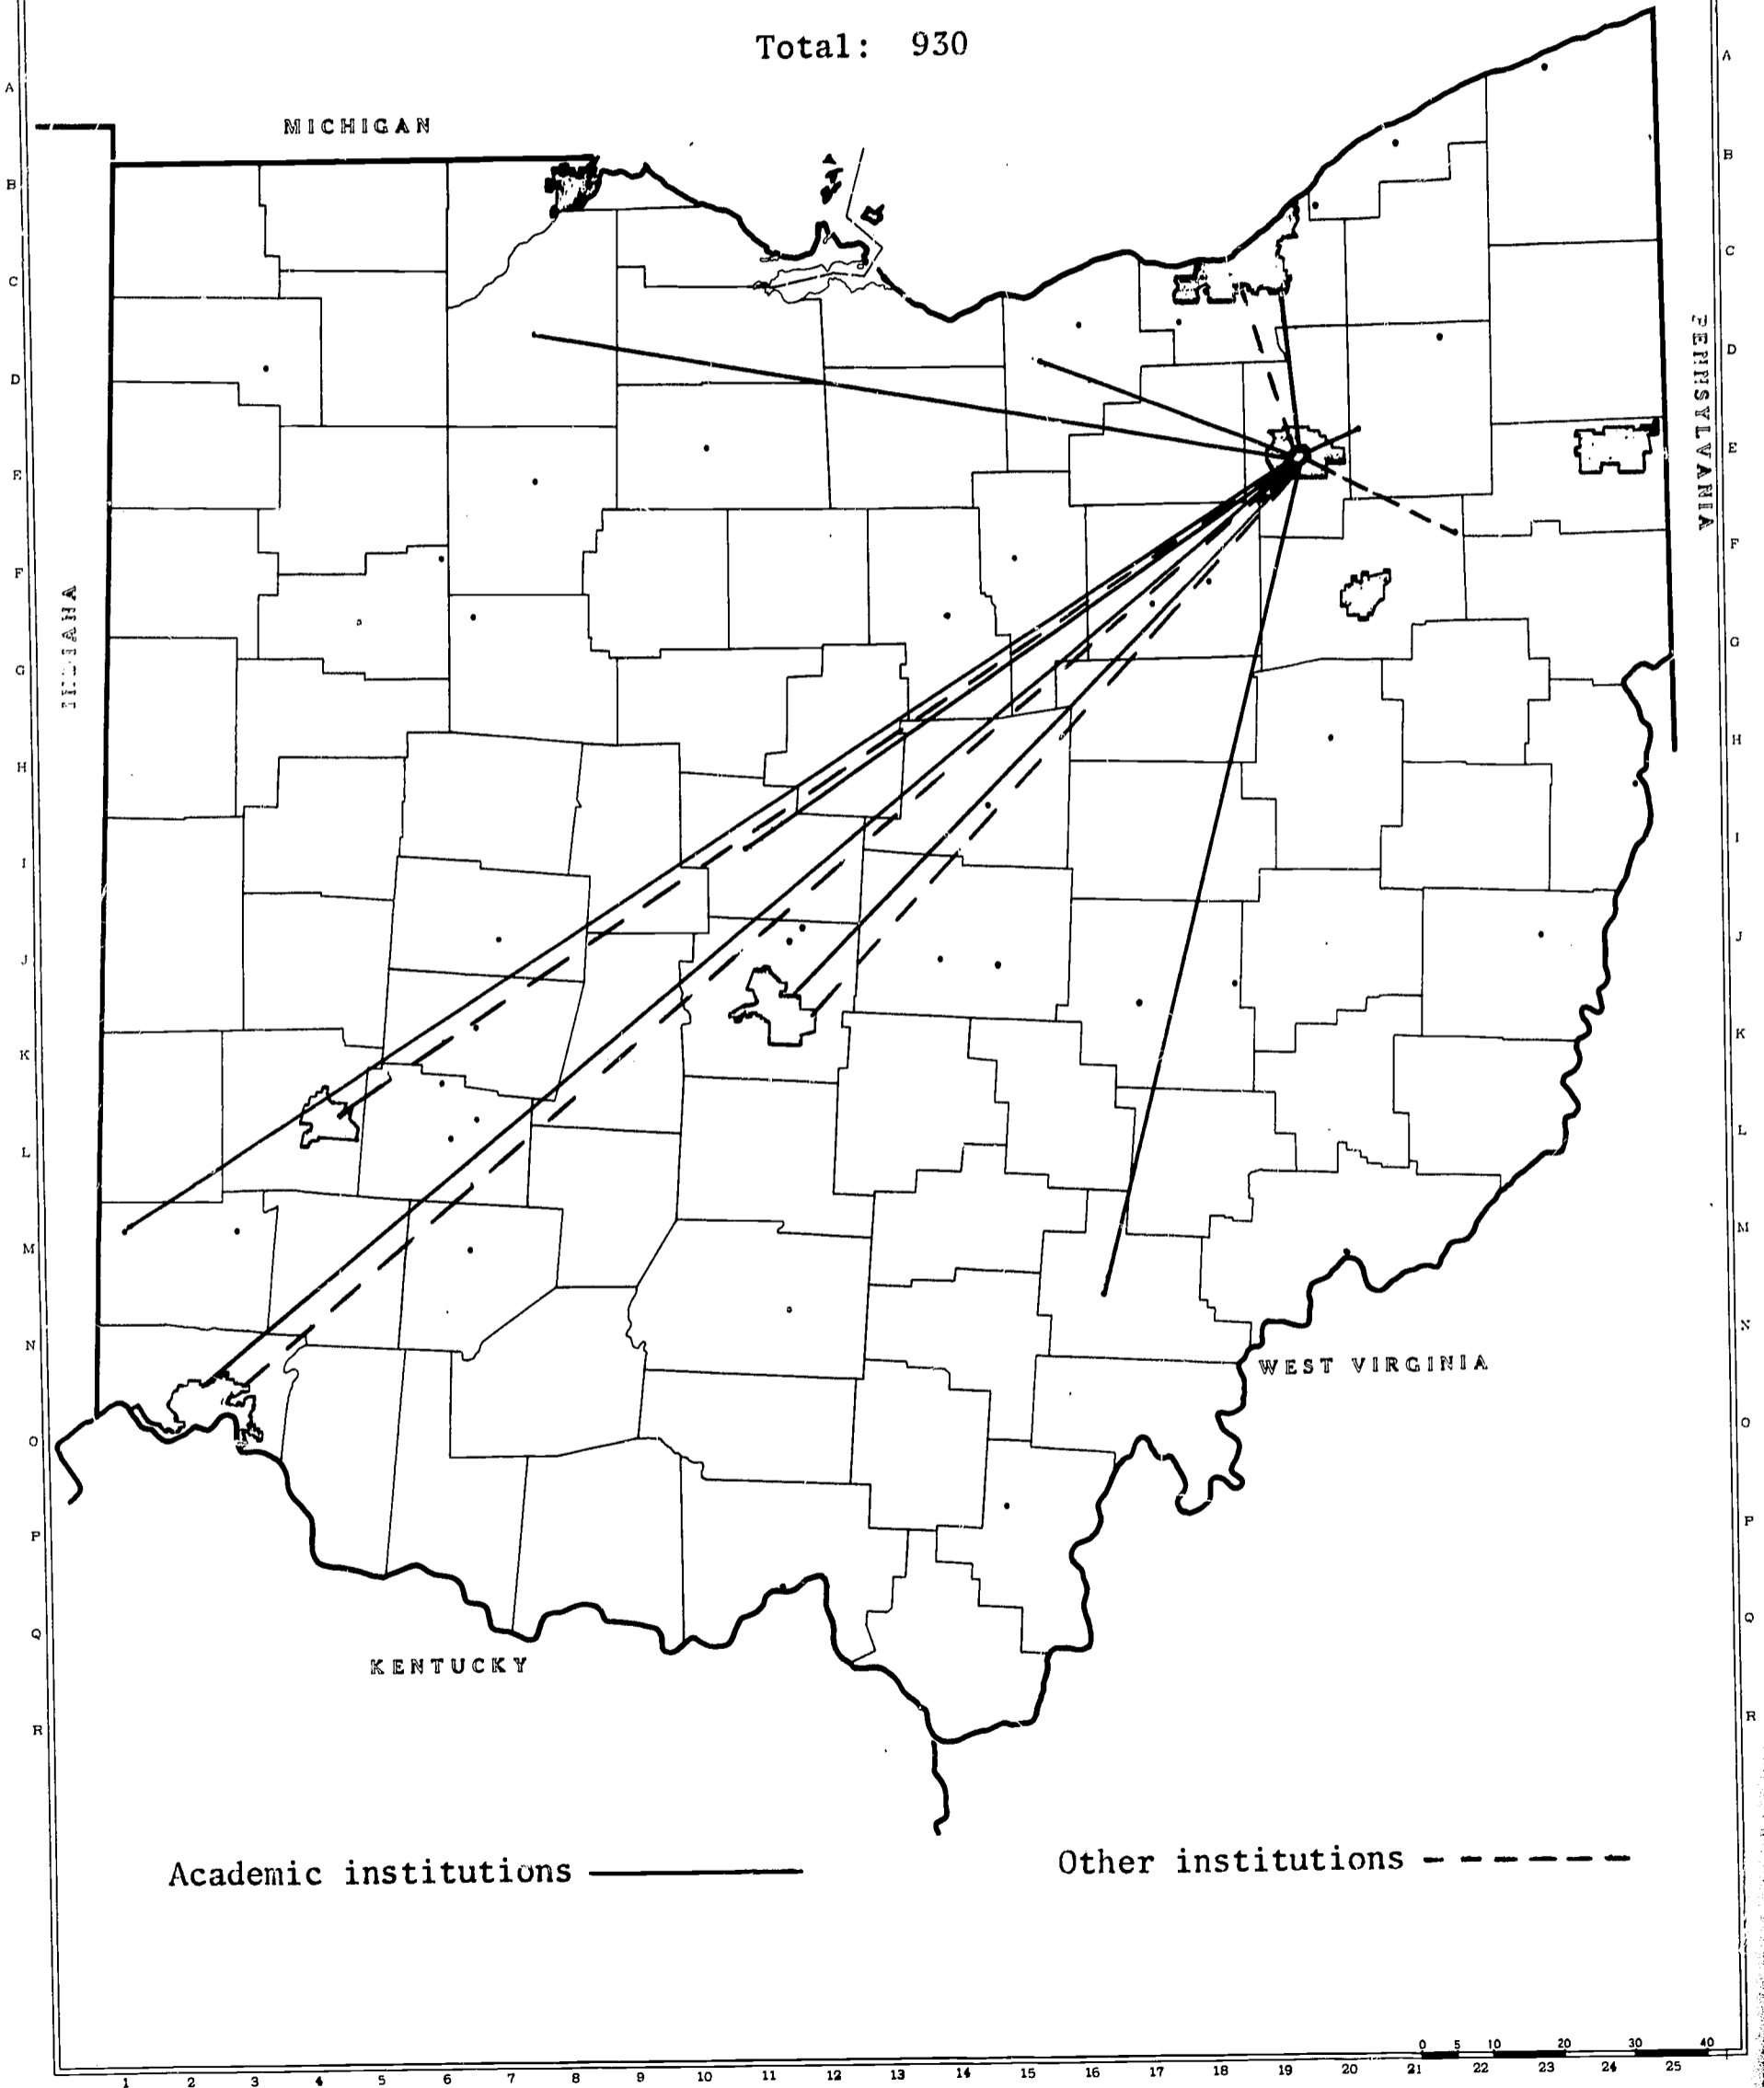 Total: 930
A
A
MICHIGAN
B
B
C
C
PENNSYLVANIA
D
D
E
E
F
F
INDIANA
G
G
H
H
I
I
J
J
K
K
L
L
M
M
N
N
WEST VIRGINIA
O
O
P
P
Q
Q
KENTUCKY
R
R
Academic institutions
Other institutions
0 5 10 20 30 40
1 2 3 4 5 6 7 8 9 10 11 12 13 14 15 16 17 18 19 20 21 22 23 24 25